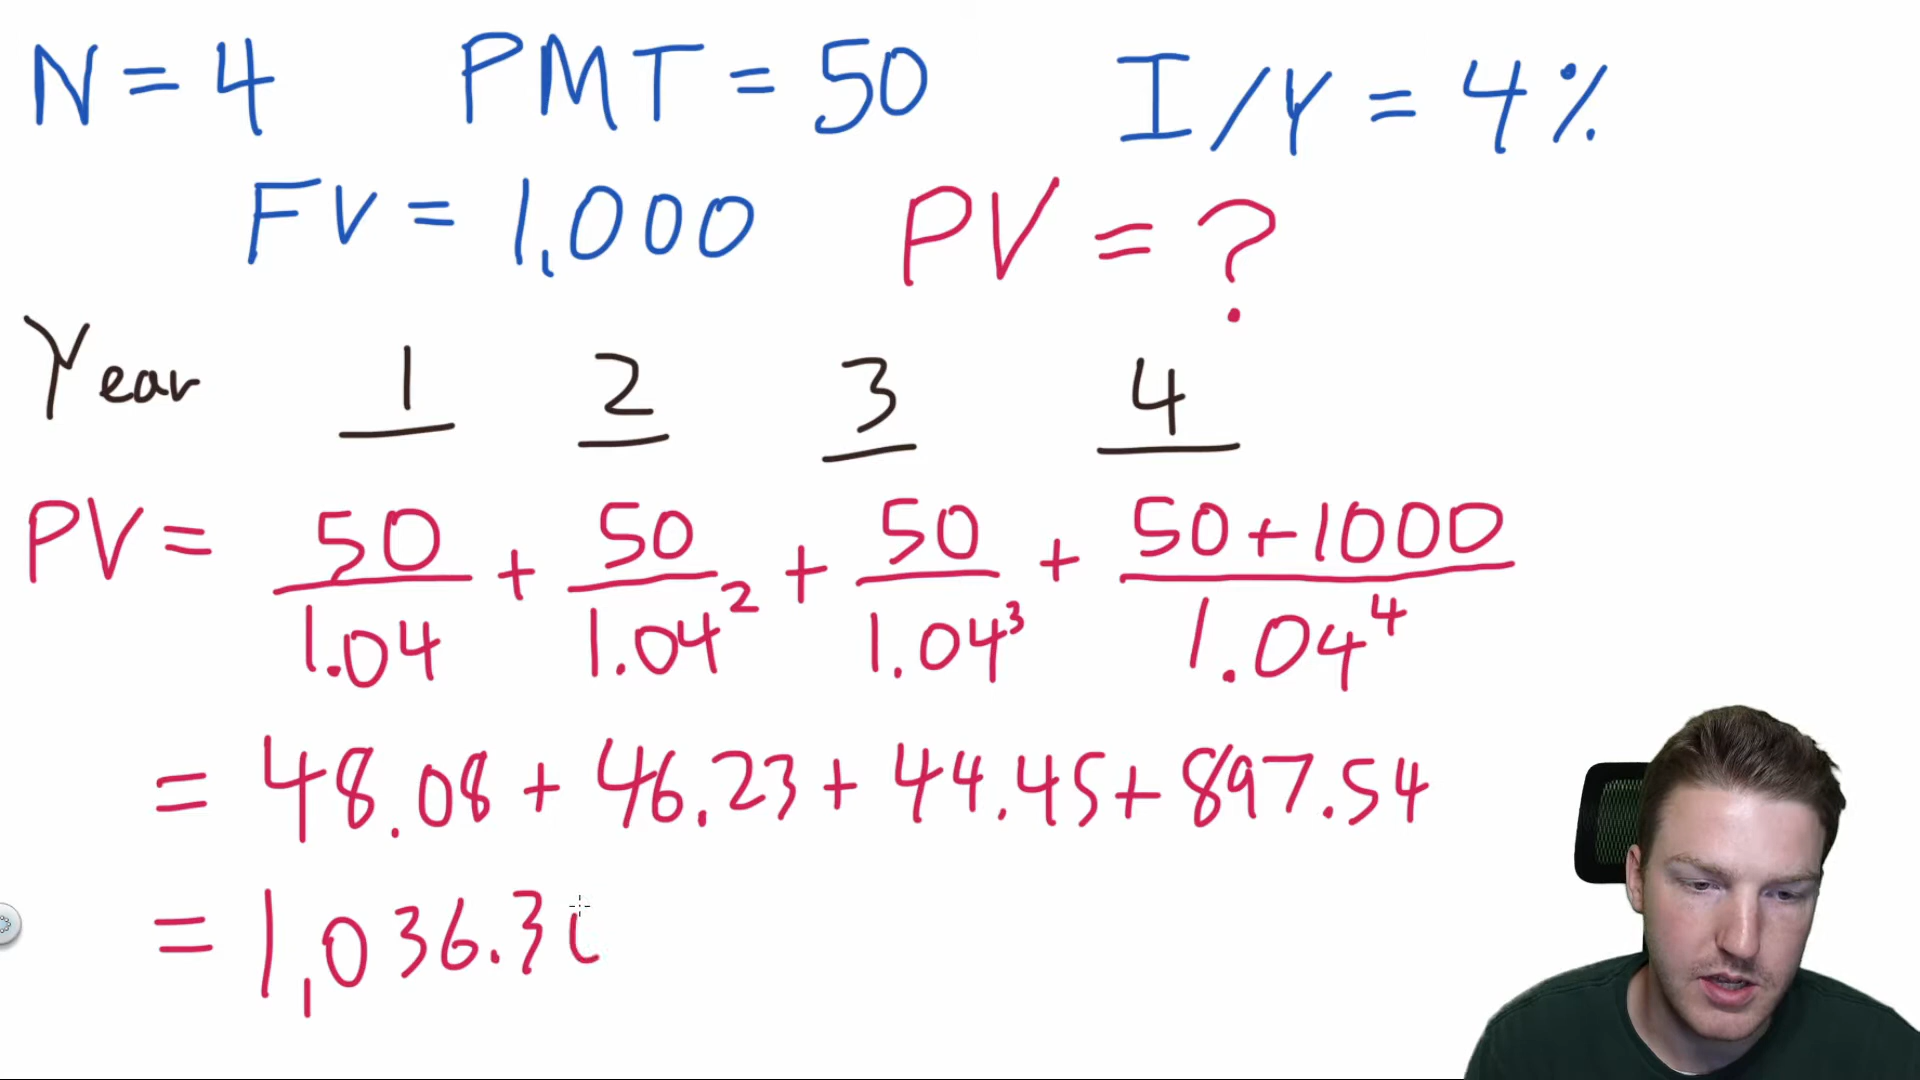 N = 4 PMT = 50 I/Y = 4%
FV = 1,000 PV = ?
Year 1 2 3 4
PV = 50/1.04 + 50/1.04² + 50/1.04³ + 50+1000/1.04⁴
= 48.08 + 46.23 + 44.45 + 897.54
= 1,036.3